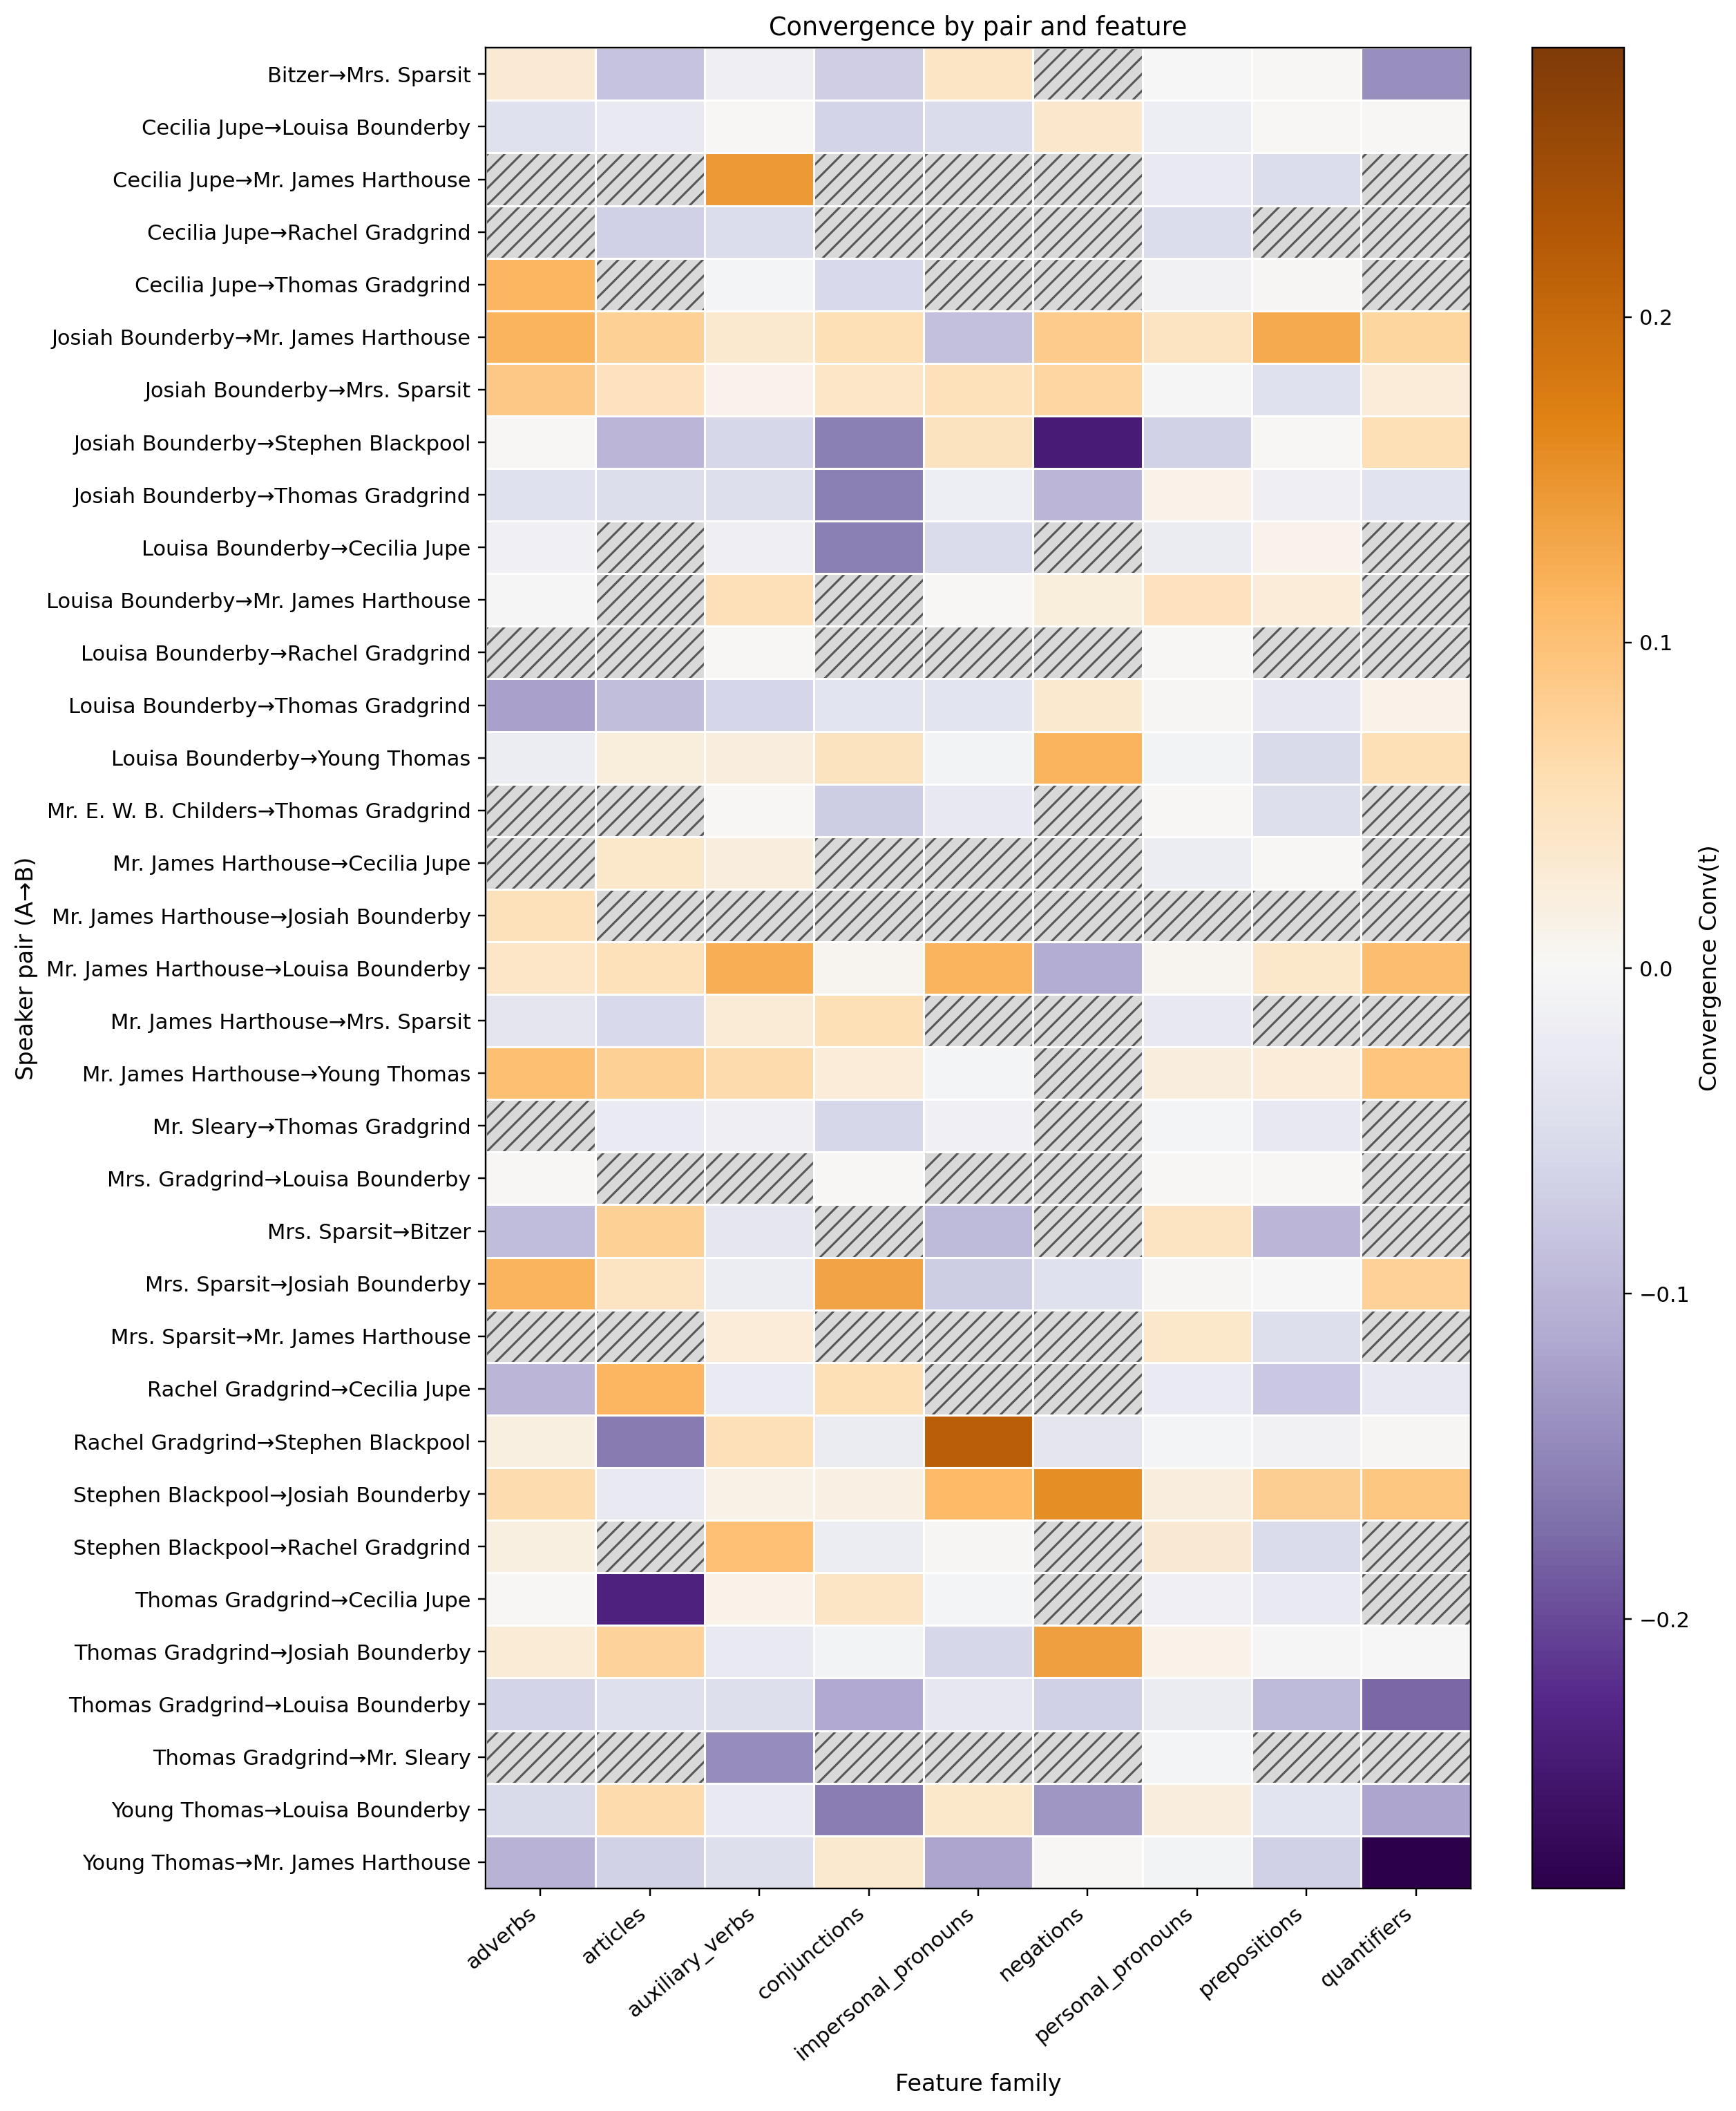 Convergence by pair and feature
Speaker pair (A→B)
Bitzer→Mrs. Sparsit
Cecilia Jupe→Louisa Bounderby
Cecilia Jupe→Mr. James Harthouse
Cecilia Jupe→Rachel Gradgrind
Cecilia Jupe→Thomas Gradgrind
Josiah Bounderby→Mr. James Harthouse
Josiah Bounderby→Mrs. Sparsit
Josiah Bounderby→Stephen Blackpool
Josiah Bounderby→Thomas Gradgrind
Louisa Bounderby→Cecilia Jupe
Louisa Bounderby→Mr. James Harthouse
Louisa Bounderby→Rachel Gradgrind
Louisa Bounderby→Thomas Gradgrind
Louisa Bounderby→Young Thomas
Mr. E. W. B. Childers→Thomas Gradgrind
Mr. James Harthouse→Cecilia Jupe
Mr. James Harthouse→Josiah Bounderby
Mr. James Harthouse→Louisa Bounderby
Mr. James Harthouse→Mrs. Sparsit
Mr. James Harthouse→Young Thomas
Mr. Sleary→Thomas Gradgrind
Mrs. Gradgrind→Louisa Bounderby
Mrs. Sparsit→Bitzer
Mrs. Sparsit→Josiah Bounderby
Mrs. Sparsit→Mr. James Harthouse
Rachel Gradgrind→Cecilia Jupe
Rachel Gradgrind→Stephen Blackpool
Stephen Blackpool→Josiah Bounderby
Stephen Blackpool→Rachel Gradgrind
Thomas Gradgrind→Cecilia Jupe
Thomas Gradgrind→Josiah Bounderby
Thomas Gradgrind→Louisa Bounderby
Thomas Gradgrind→Mr. Sleary
Young Thomas→Louisa Bounderby
Young Thomas→Mr. James Harthouse
adverbs
articles
auxiliary_verbs
conjunctions
impersonal_pronouns
negations
personal_pronouns
prepositions
quantifiers
Feature family
0.2
0.1
0.0
−0.1
−0.2
Convergence Conv(t)